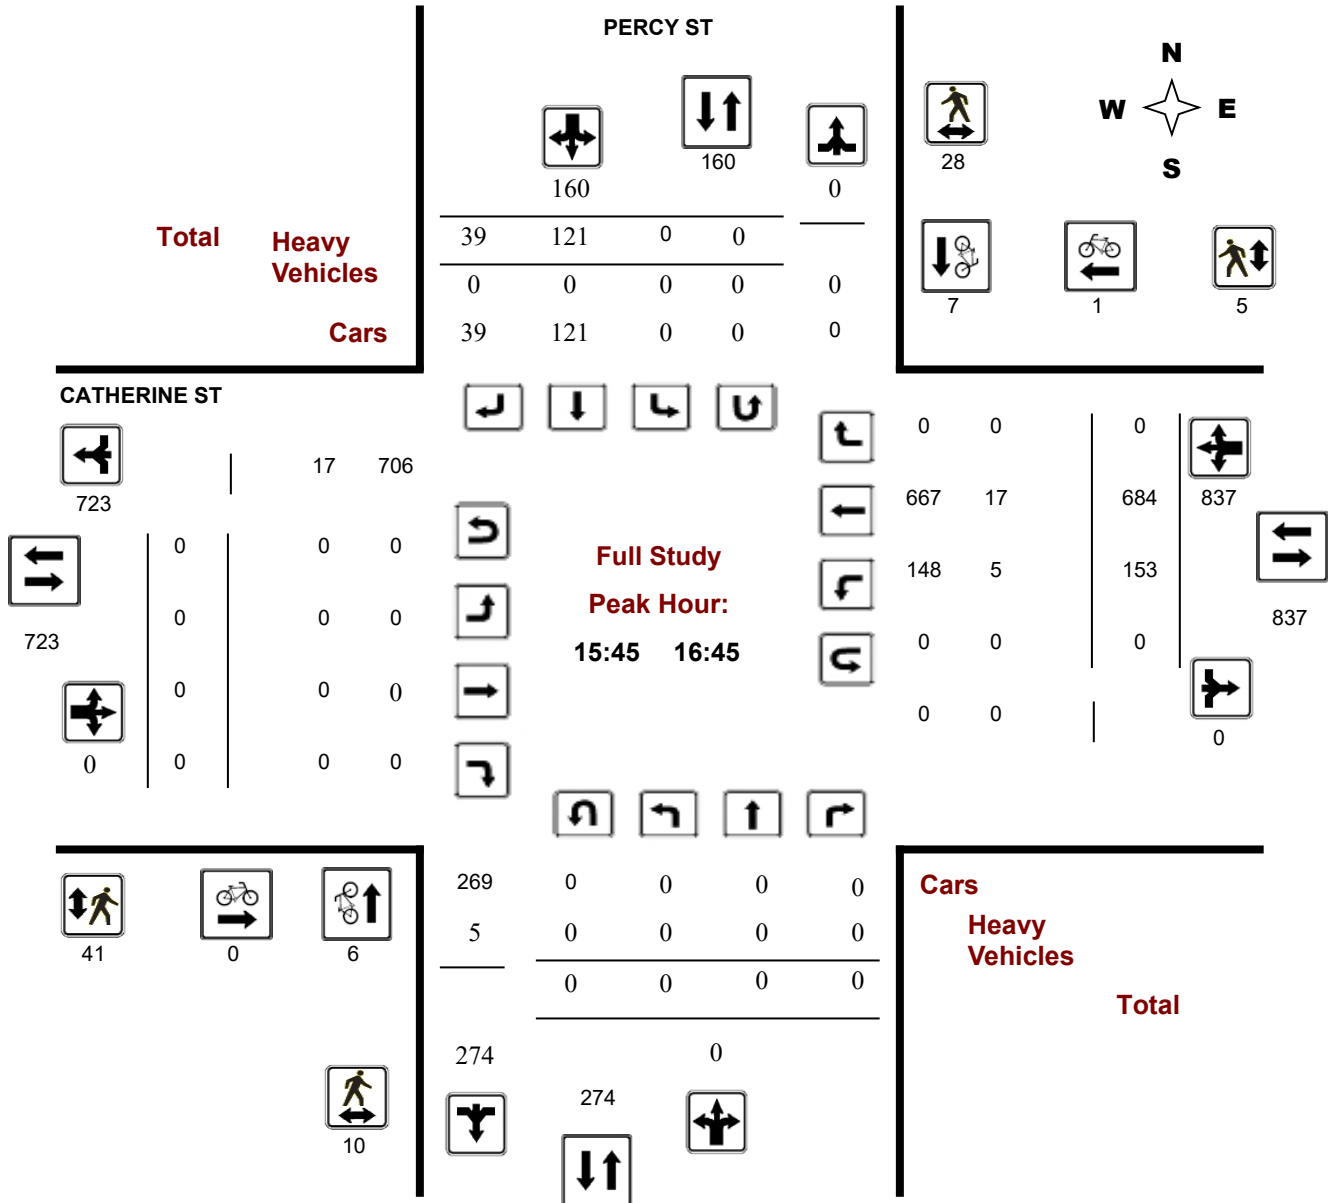 PERCY ST
N
W E
S
160
28
160 0
Total Heavy Vehicles
39 121 0 0
7 1 5
0 0 0 0 0
Cars
39 121 0 0 0
CATHERINE ST
0 0 0
17 706
723
667 17 684 837
0 0 0
Full Study
148 5 153
Peak Hour:
0 0 0
837
723
15:45 16:45
0 0 0
0 0 0
0 0
0
0 0 0 0
269 0 0 0 0
Cars
5 0 0 0 0
Heavy Vehicles
41 0 6
0 0 0 0
Total
274 0
274
10